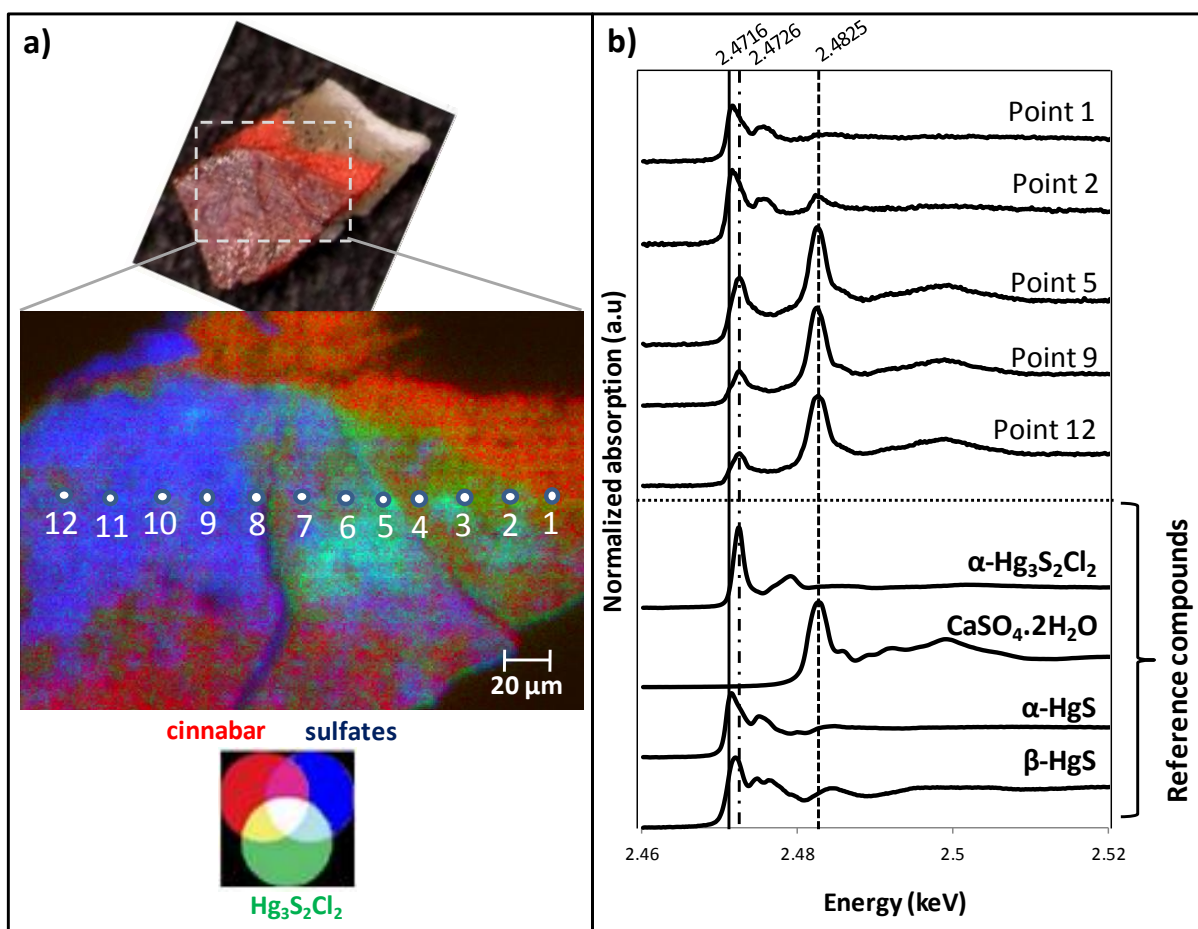 a)
12 11 10 9 8 7 6 5 4 3 2 1
20 µm
cinnabar sulfates
Hg₃S₂Cl₂
b)
2.4716
2.4726
2.4825
Normalized absorption (a.u)
Point 1
Point 2
Point 5
Point 9
Point 12
α-Hg₃S₂Cl₂
CaSO₄.2H₂O
α-HgS
β-HgS
Reference compounds
2.46 2.48 2.5 2.52
Energy (keV)